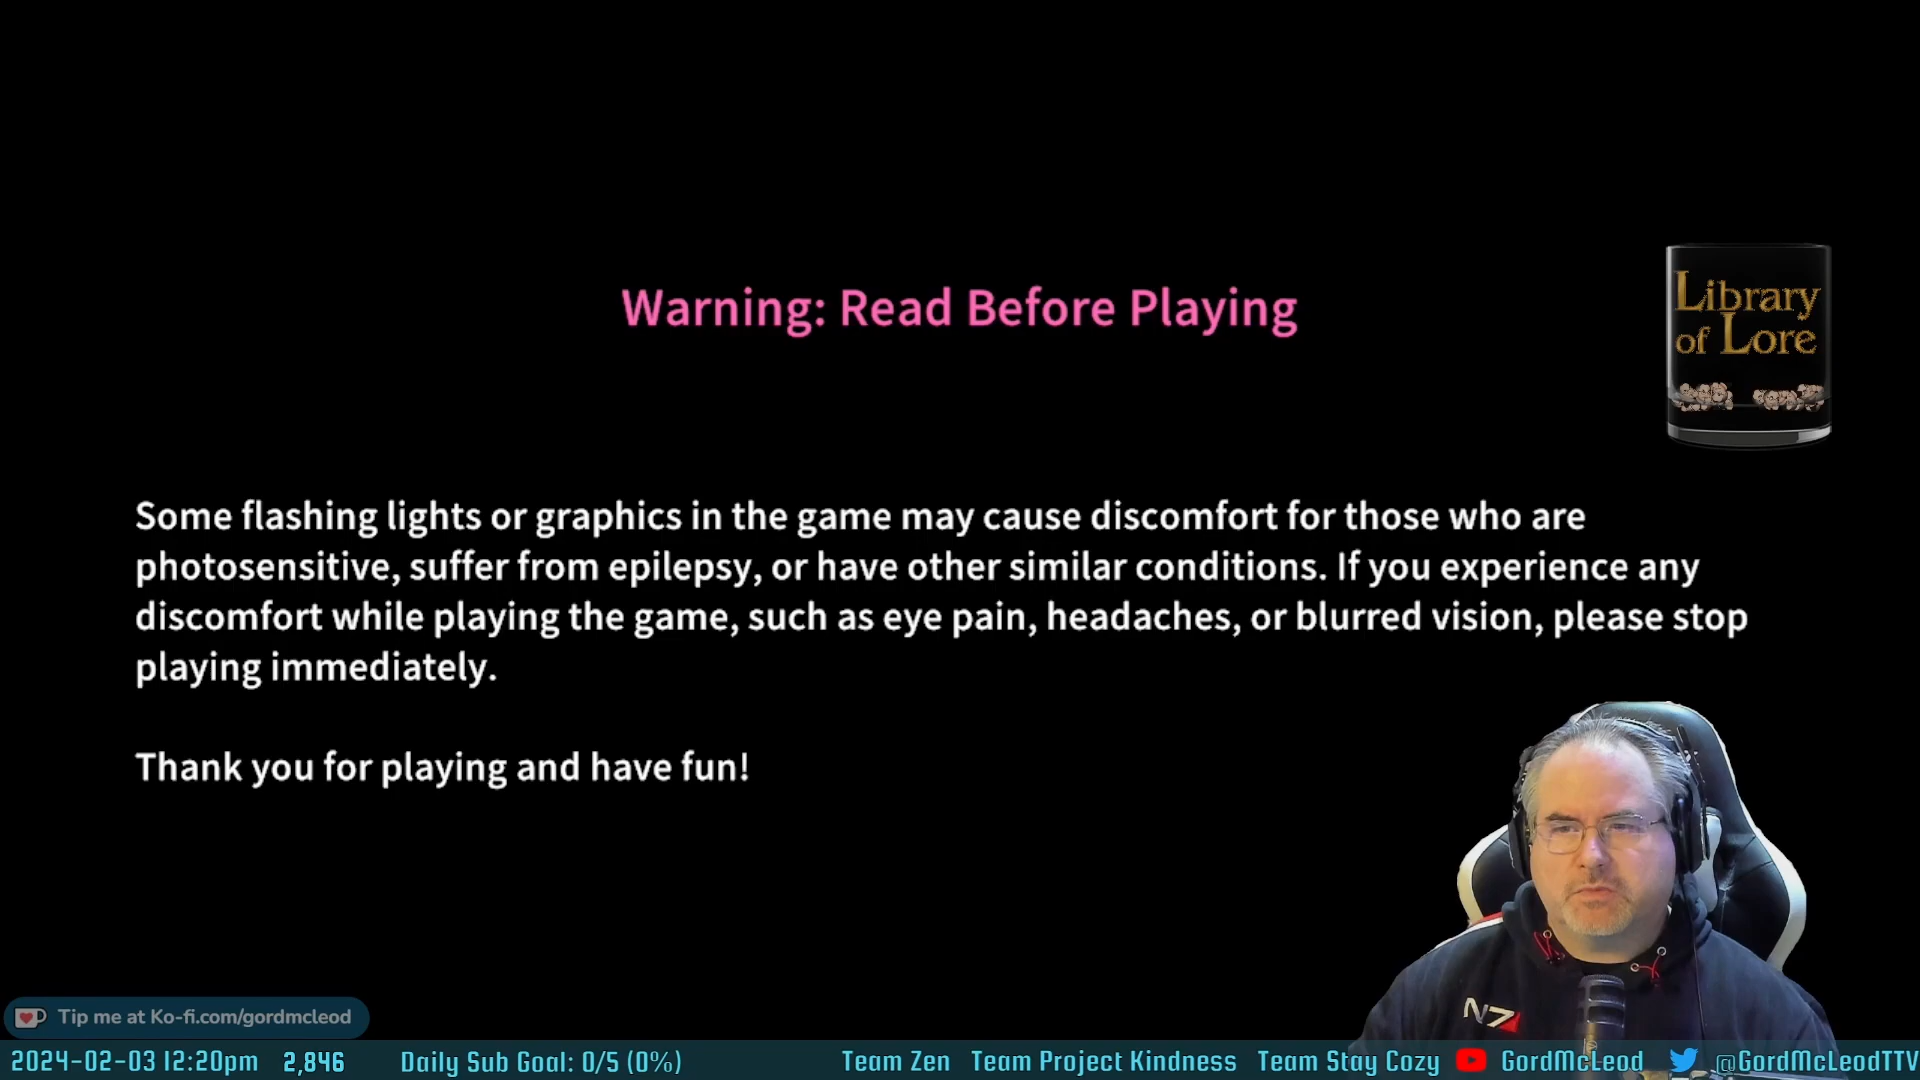 Warning: Read Before Playing
Library
of Lore
Some flashing lights or graphics in the game may cause discomfort for those who are
photosensitive, suffer from epilepsy, or have other similar conditions. If you experience any
discomfort while playing the game, such as eye pain, headaches, or blurred vision, please stop
playing immediately.
Thank you for playing and have fun!
N7
Tip me at Ko-fi.com/gordmcleod
2024-02-03 12:20pm 2,846 Daily Sub Goal: 0/5 (0%) Team Zen Team Project Kindness Team Stay Cozy GordMcLeod @GordMcLeodTTV